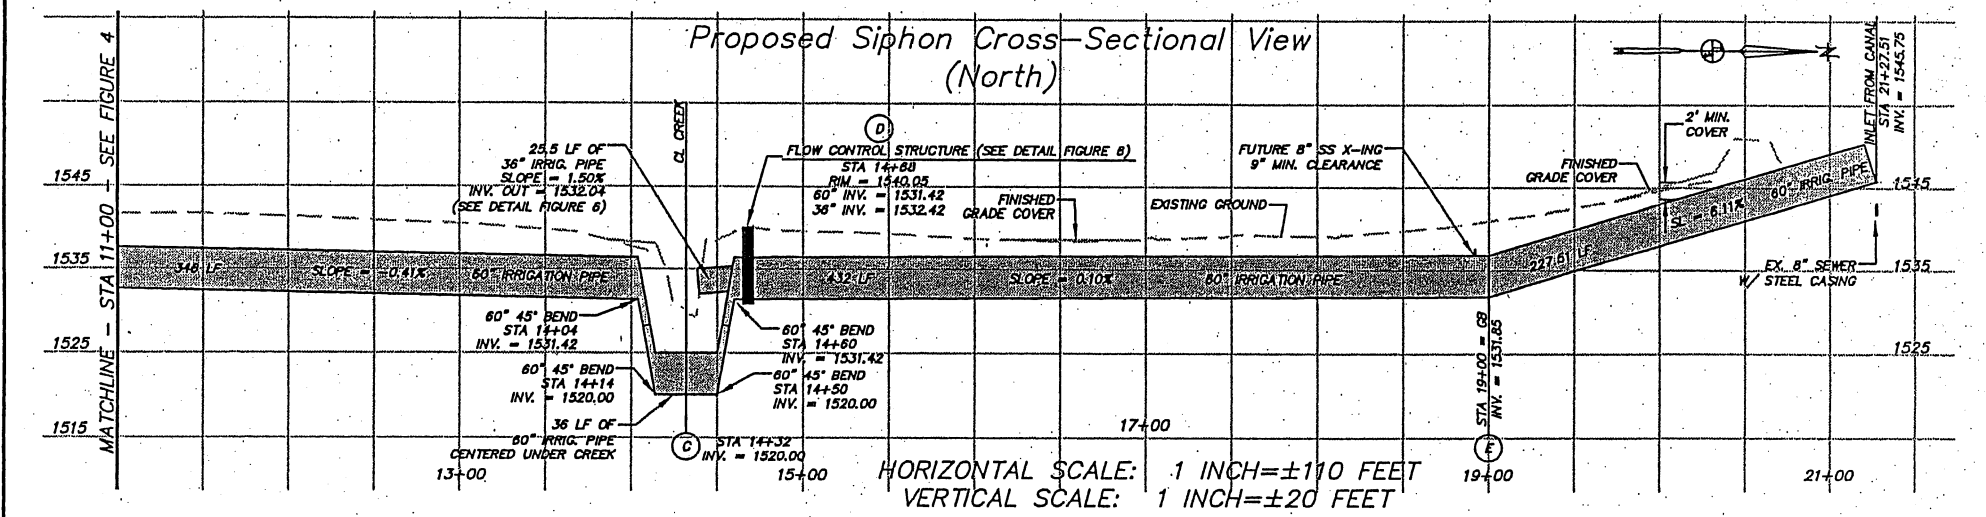 Proposed Siphon Cross-Sectional View
(North)
MATCHLINE - STA 11+00 - SEE FIGURE 4
1545
1535
1525
1515
25.5 LF OF
36" IRRIG. PIPE
SLOPE = 1.50%
INV. OUT = 1532.04
(SEE DETAIL FIGURE 6)
CL CREEK
D
FLOW CONTROL STRUCTURE (SEE DETAIL FIGURE 8)
STA 14+68
RIM = 1540.05
60" INV. = 1531.42
36" INV. = 1532.42
FINISHED
GRADE COVER
EXISTING GROUND
FUTURE 8" SS X-ING
9" MIN. CLEARANCE
FINISHED
GRADE COVER
2' MIN.
COVER
N
INLET FROM CANAL
STA 21+27.51
INV. = 1545.75
348 LF
SLOPE = -0.41%
60" IRRIGATION PIPE
432 LF
SLOPE = 0.10%
60" IRRIGATION PIPE
227.51 LF
SL = 6.11%
60" IRRIG. PIPE
1545
1535
1525
EX. 8" SEWER
W/ STEEL CASING
60" 45° BEND
STA 14+04
INV. = 1531.42
60" 45° BEND
STA 14+14
INV. = 1520.00
36 LF OF
60" IRRIG. PIPE
CENTERED UNDER CREEK
60" 45° BEND
STA 14+60
INV. = 1531.42
60" 45° BEND
STA 14+50
INV. = 1520.00
C
STA 14+32
INV. = 1520.00
STA 19+00 = GB
INV. = 1531.85
E
13+00
15+00
17+00
19+00
21+00
HORIZONTAL SCALE: 1 INCH=±110 FEET
VERTICAL SCALE: 1 INCH=±20 FEET